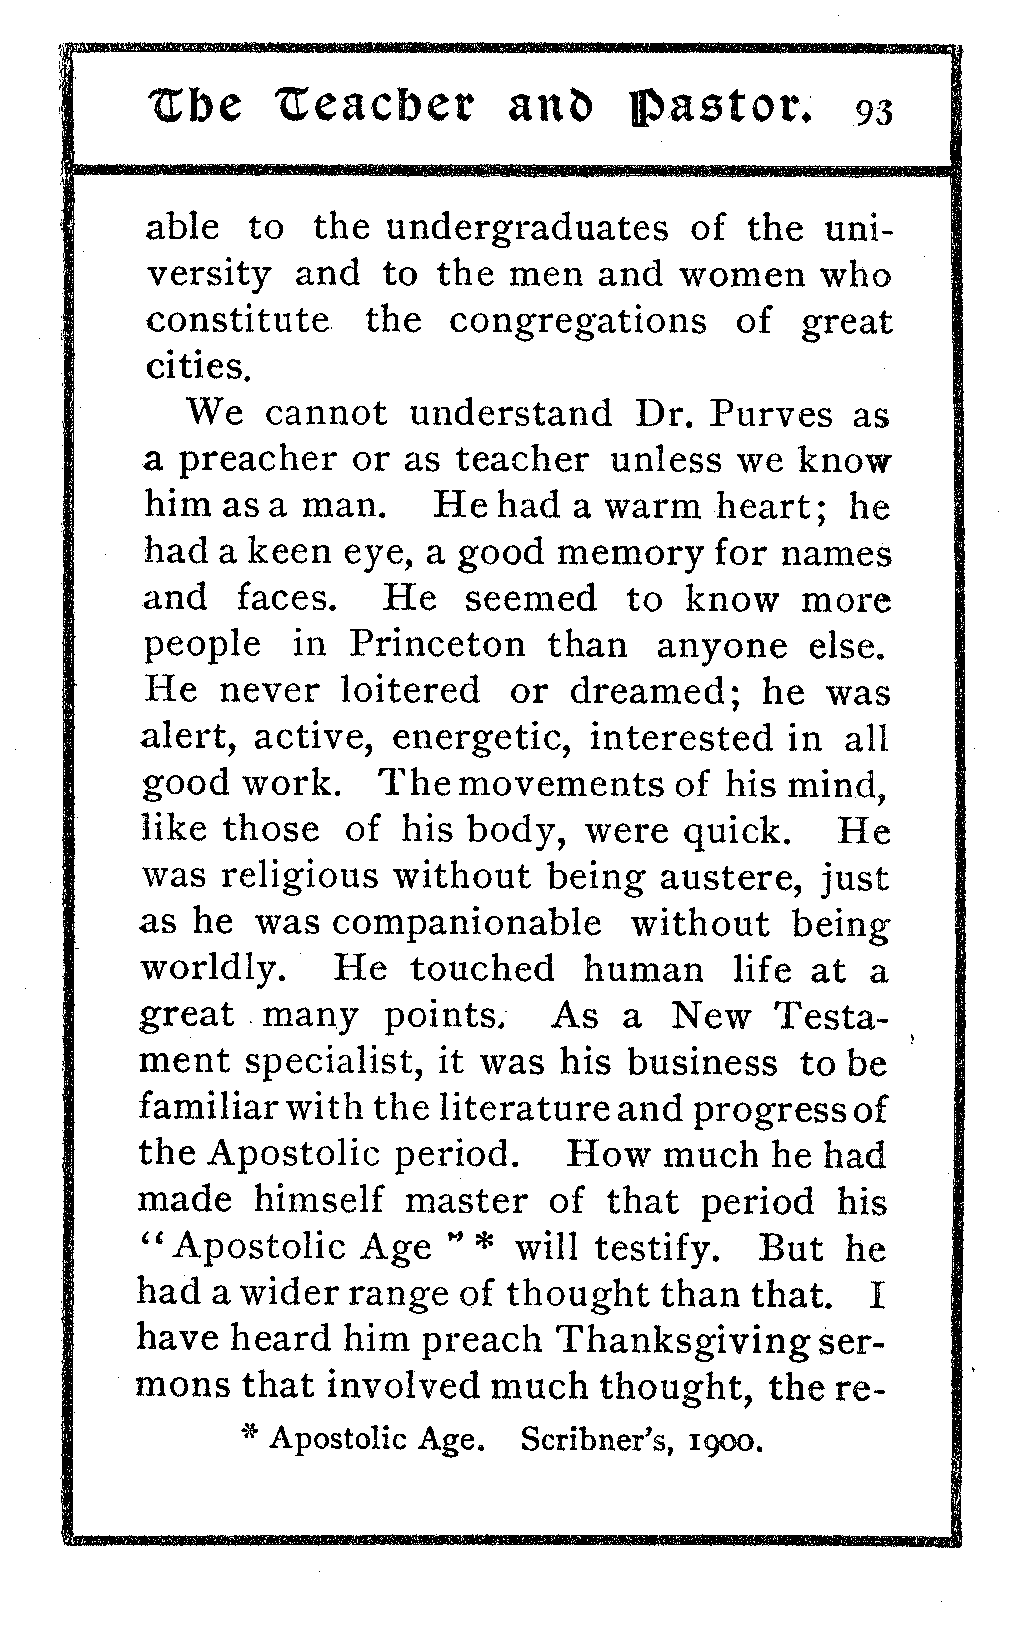 The Teacher and Pastor. 93
able to the undergraduates of the uni-
versity and to the men and women who
constitute the congregations of great
cities.
We cannot understand Dr. Purves as
a preacher or as teacher unless we know
him as a man. He had a warm heart; he
had a keen eye, a good memory for names
and faces. He seemed to know more
people in Princeton than anyone else.
He never loitered or dreamed; he was
alert, active, energetic, interested in all
good work. The movements of his mind,
like those of his body, were quick. He
was religious without being austere, just
as he was companionable without being
worldly. He touched human life at a
great many points. As a New Testa-
ment specialist, it was his business to be
familiar with the literature and progress of
the Apostolic period. How much he had
made himself master of that period his
“Apostolic Age”* will testify. But he
had a wider range of thought than that. I
have heard him preach Thanksgiving ser-
mons that involved much thought, the re-
* Apostolic Age. Scribner's, 1900.